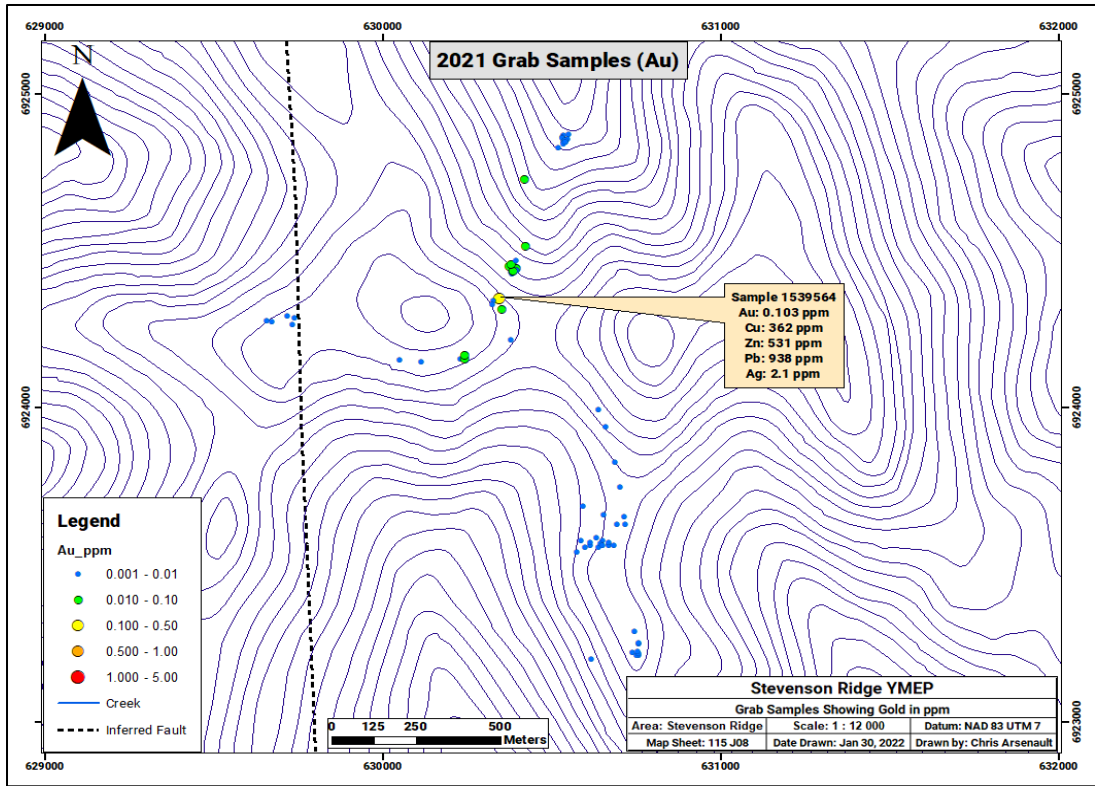 629000
630000
631000
632000
N
2021 Grab Samples (Au)
6925000
6925000
Sample 1539564
Au: 0.103 ppm
Cu: 362 ppm
Zn: 531 ppm
Pb: 938 ppm
Ag: 2.1 ppm
6924000
6924000
Legend
Au_ppm
0.001 - 0.01
0.010 - 0.10
0.100 - 0.50
0.500 - 1.00
1.000 - 5.00
Creek
Inferred Fault
0 125 250 500
Meters
Stevenson Ridge YMEP
Grab Samples Showing Gold in ppm
Area: Stevenson Ridge Scale: 1 : 12 000 Datum: NAD 83 UTM 7
Map Sheet: 115 J08 Date Drawn: Jan 30, 2022 Drawn by: Chris Arsenault
6923000
6923000
629000
630000
631000
632000